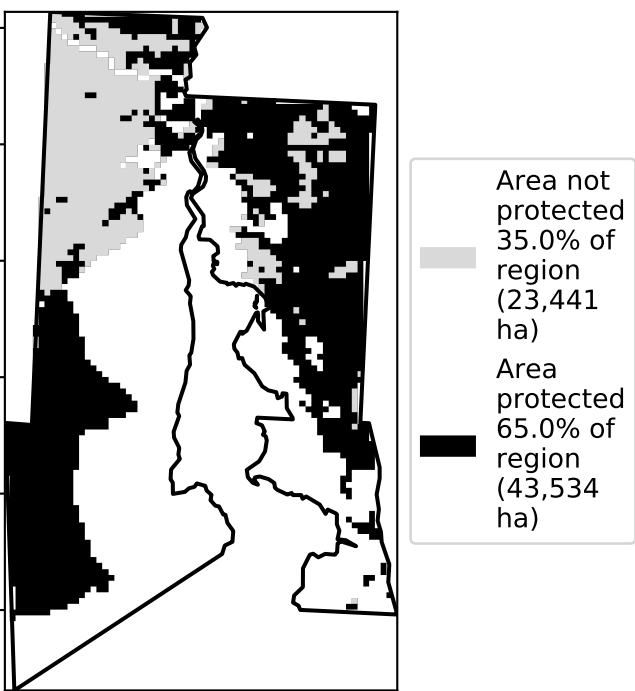 Area not
protected
35.0% of
region
(23,441
ha)
Area
protected
65.0% of
region
(43,534
ha)